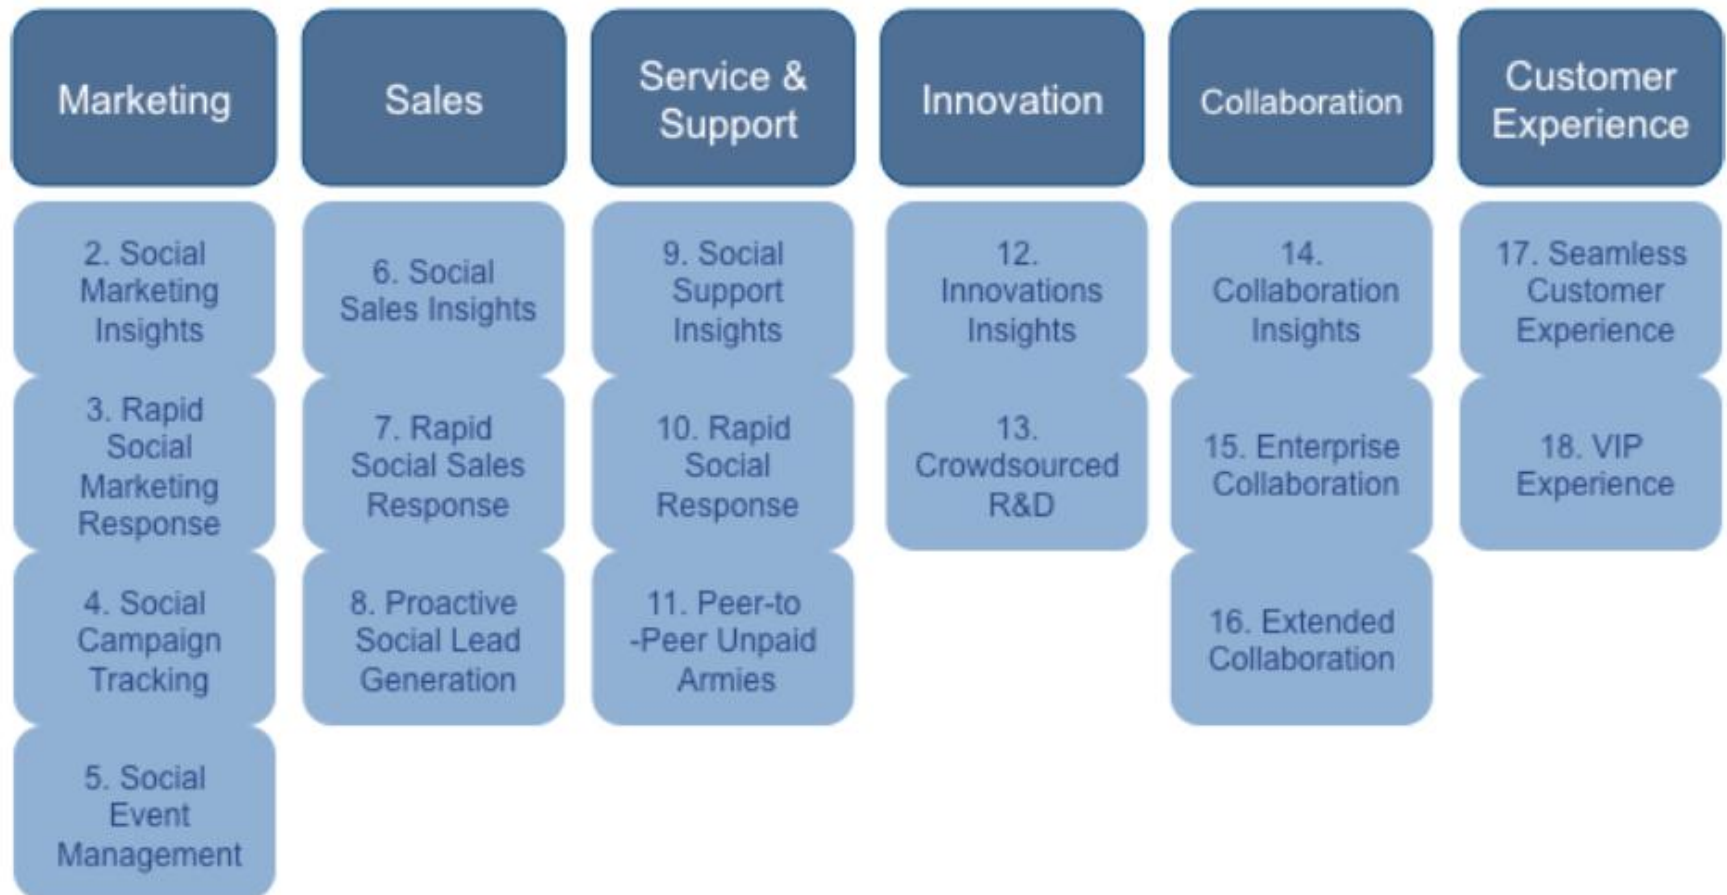 Marketing
Sales
Service &
Support
Innovation
Collaboration
Customer
Experience
2. Social
Marketing
Insights
3. Rapid
Social
Marketing
Response
4. Social
Campaign
Tracking
5. Social
Event
Management
6. Social
Sales Insights
7. Rapid
Social Sales
Response
8. Proactive
Social Lead
Generation
9. Social
Support
Insights
10. Rapid
Social
Response
11. Peer-to
-Peer Unpaid
Armies
12.
Innovations
Insights
13.
Crowdsourced
R&D
14.
Collaboration
Insights
15. Enterprise
Collaboration
16. Extended
Collaboration
17. Seamless
Customer
Experience
18. VIP
Experience